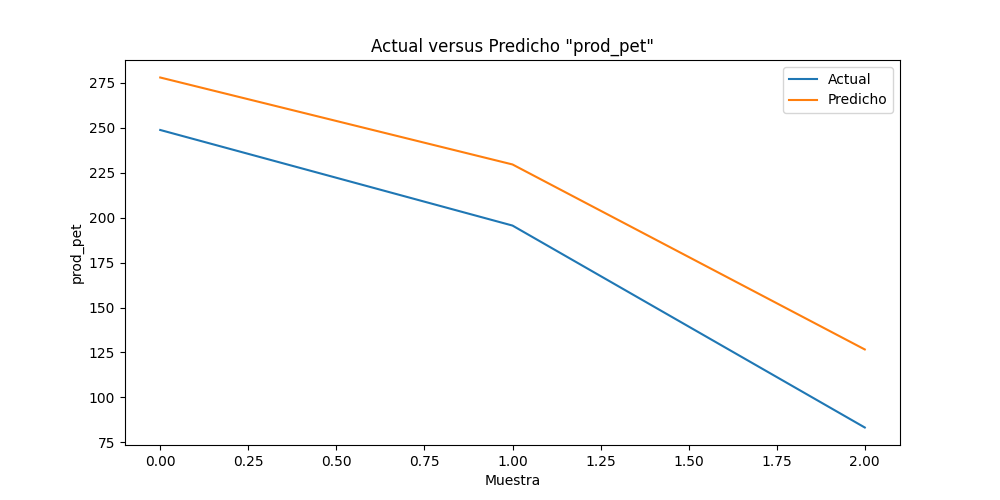 Actual versus Predicho "prod_pet"
Actual
Predicho
275
250
225
200
175
150
125
100
75
prod_pet
0.00 0.25 0.50 0.75 1.00 1.25 1.50 1.75 2.00
Muestra